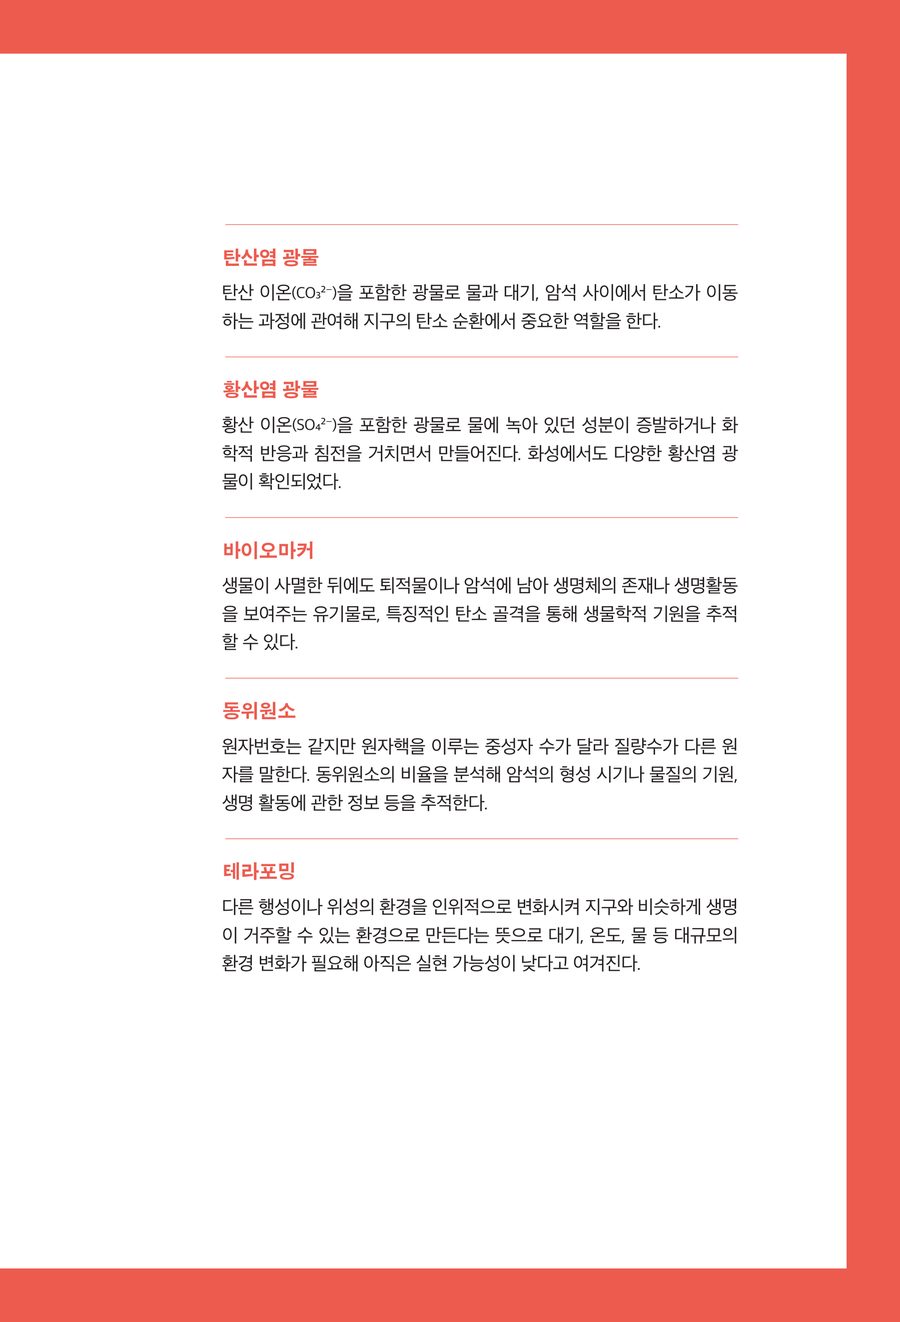 탄산염 광물
탄산 이온(CO₃²⁻)을 포함한 광물로 물과 대기, 암석 사이에서 탄소가 이동
하는 과정에 관여해 지구의 탄소 순환에서 중요한 역할을 한다.
황산염 광물
황산 이온(SO₄²⁻)을 포함한 광물로 물에 녹아 있던 성분이 증발하거나 화
학적 반응과 침전을 거치면서 만들어진다. 화성에서도 다양한 황산염 광
물이 확인되었다.
바이오마커
생물이 사멸한 뒤에도 퇴적물이나 암석에 남아 생명체의 존재나 생명활동
을 보여주는 유기물로, 특징적인 탄소 골격을 통해 생물학적 기원을 추적
할 수 있다.
동위원소
원자번호는 같지만 원자핵을 이루는 중성자 수가 달라 질량수가 다른 원
자를 말한다. 동위원소의 비율을 분석해 암석의 형성 시기나 물질의 기원,
생명 활동에 관한 정보 등을 추적한다.
테라포밍
다른 행성이나 위성의 환경을 인위적으로 변화시켜 지구와 비슷하게 생명
이 거주할 수 있는 환경으로 만든다는 뜻으로 대기, 온도, 물 등 대규모의
환경 변화가 필요해 아직은 실현 가능성이 낮다고 여겨진다.